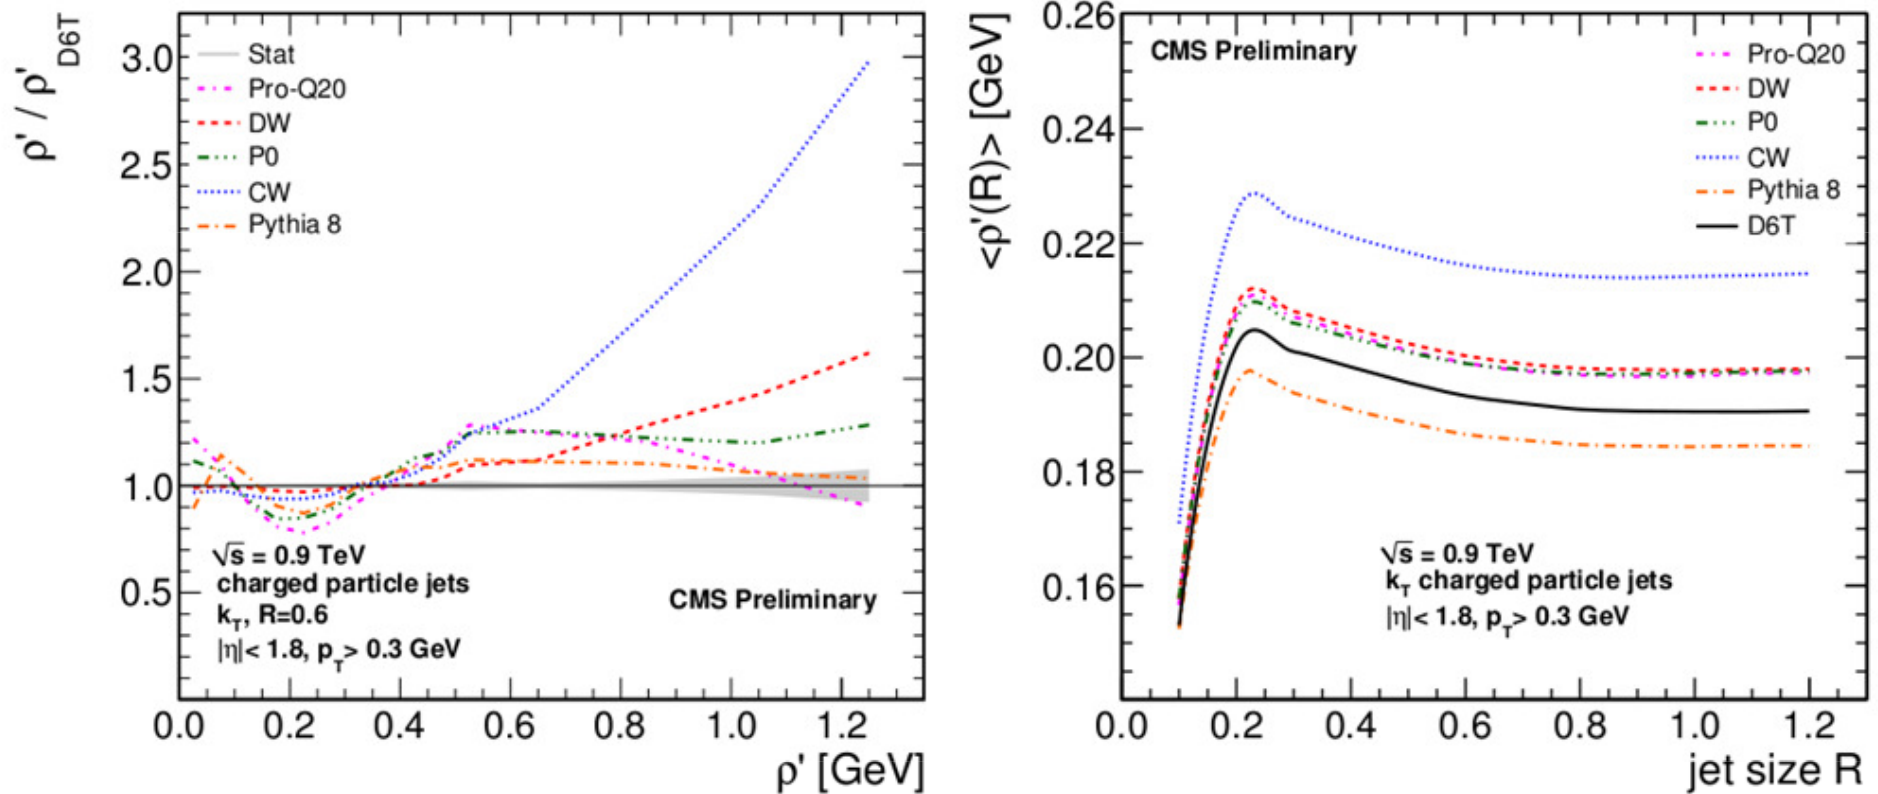 ρ' / ρ'D6T
3.0
2.5
2.0
1.5
1.0
0.5
Stat
Pro-Q20
DW
P0
CW
Pythia 8
√s = 0.9 TeV
charged particle jets
kT, R=0.6
|η|< 1.8, pT> 0.3 GeV
CMS Preliminary
0.0 0.2 0.4 0.6 0.8 1.0 1.2
ρ' [GeV]
<ρ'(R)> [GeV]
0.26
0.24
0.22
0.20
0.18
0.16
CMS Preliminary
Pro-Q20
DW
P0
CW
Pythia 8
D6T
√s = 0.9 TeV
kT charged particle jets
|η|< 1.8, pT> 0.3 GeV
0.0 0.2 0.4 0.6 0.8 1.0 1.2
jet size R